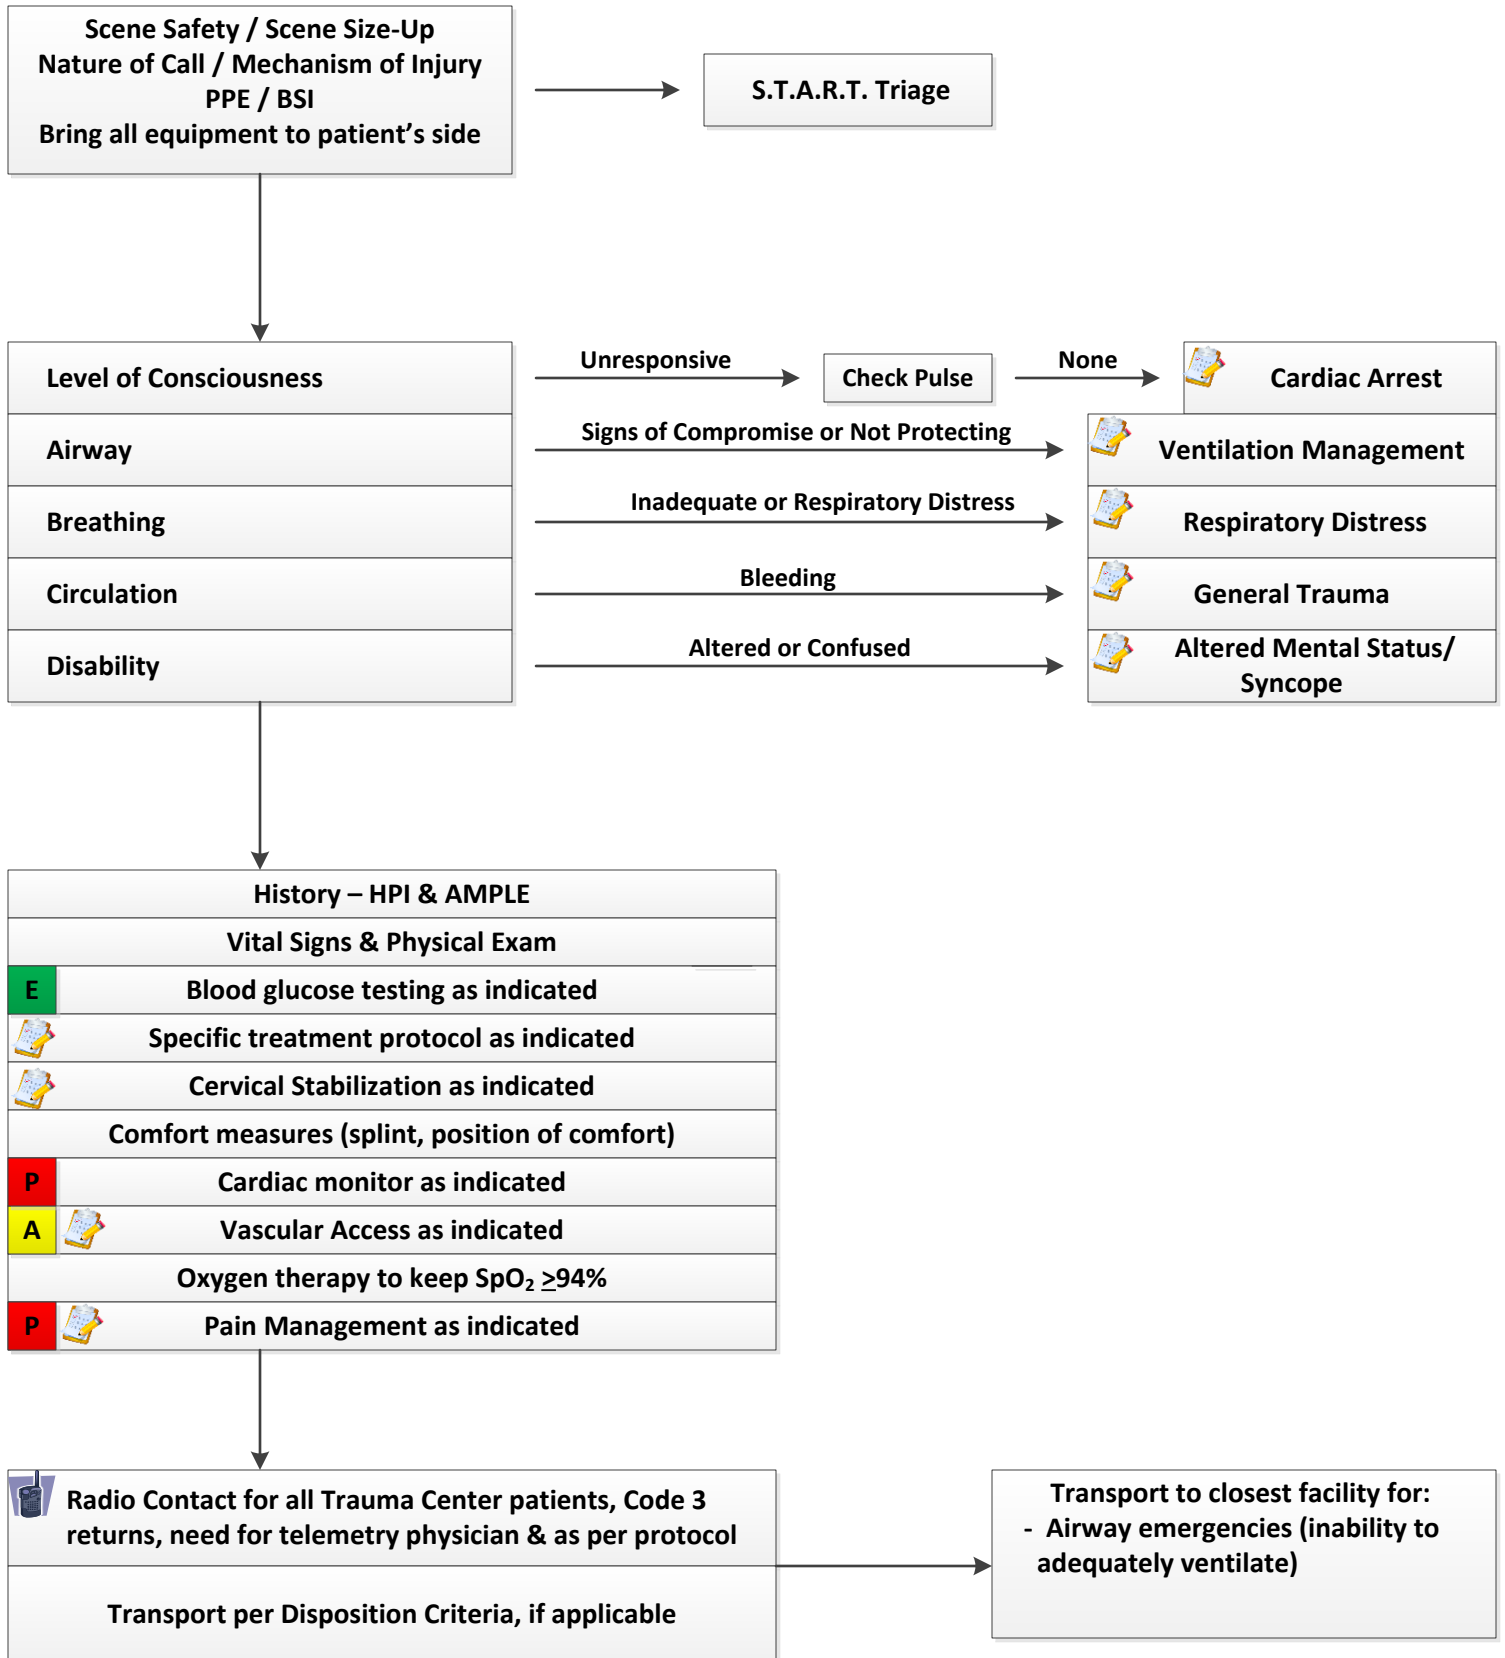 Scene Safety / Scene Size-Up
Nature of Call / Mechanism of Injury
PPE / BSI
Bring all equipment to patient’s side
S.T.A.R.T. Triage
Level of Consciousness
Unresponsive
Check Pulse
None
Cardiac Arrest
Airway
Signs of Compromise or Not Protecting
Ventilation Management
Breathing
Inadequate or Respiratory Distress
Respiratory Distress
Circulation
Bleeding
General Trauma
Disability
Altered or Confused
Altered Mental Status/
Syncope
History – HPI & AMPLE
Vital Signs & Physical Exam
E Blood glucose testing as indicated
Specific treatment protocol as indicated
Cervical Stabilization as indicated
Comfort measures (splint, position of comfort)
P Cardiac monitor as indicated
A Vascular Access as indicated
Oxygen therapy to keep SpO₂ ≥94%
P Pain Management as indicated
Radio Contact for all Trauma Center patients, Code 3
returns, need for telemetry physician & as per protocol
Transport per Disposition Criteria, if applicable
Transport to closest facility for:
- Airway emergencies (inability to
adequately ventilate)